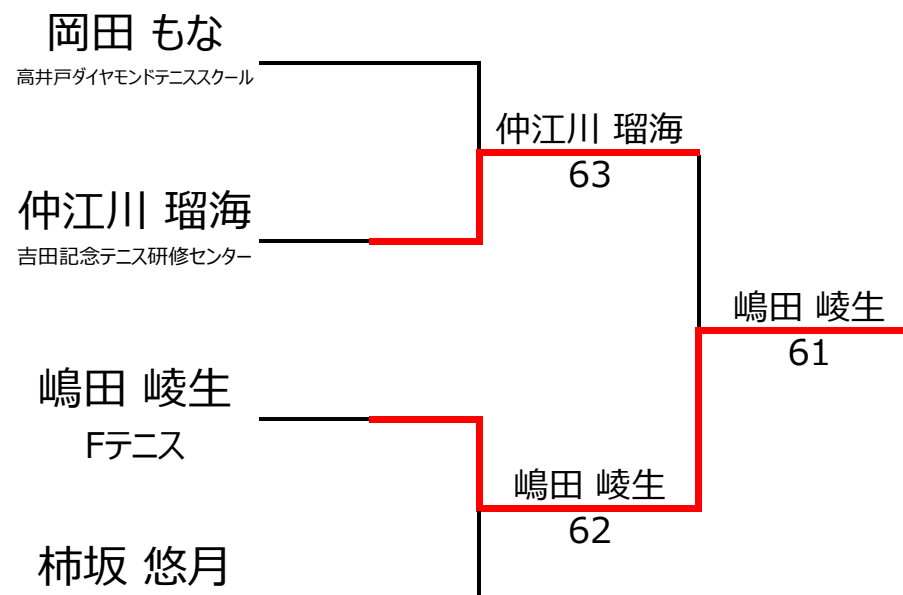 岡田 もな
高井戸ダイヤモンドテニススクール
仲江川 瑠海
63
仲江川 瑠海
吉田記念テニス研修センター
嶋田 崚生
61
嶋田 崚生
Fテニス
嶋田 崚生
62
柿坂 悠月